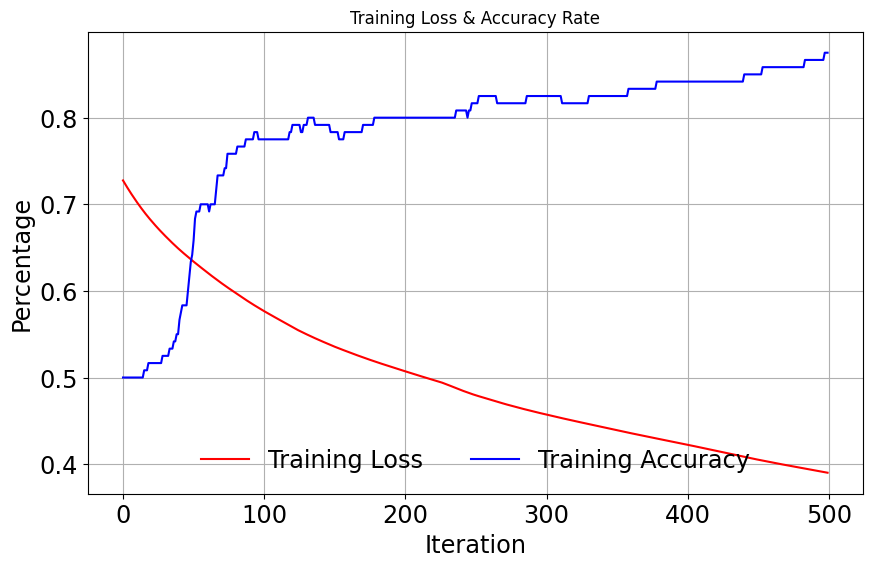 Training Loss & Accuracy Rate
Percentage
0.8
0.7
0.6
0.5
0.4
Training Loss Training Accuracy
0 100 200 300 400 500
Iteration